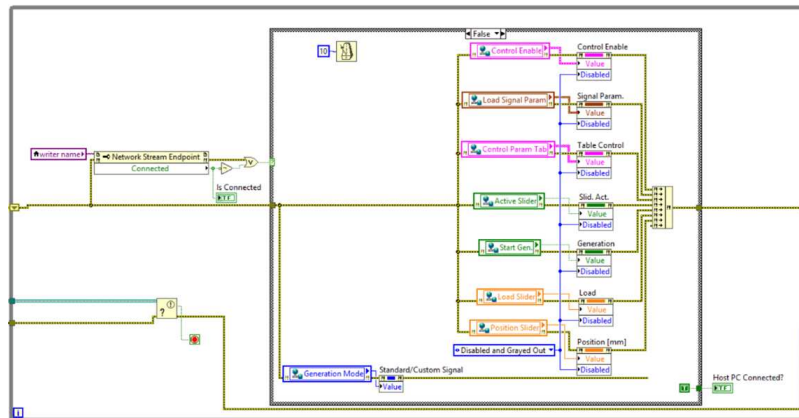 False
10
Control Enable
Control Enable
Value
Disabled
Load Signal Param
Signal Param.
Value
Disabled
writer name
Network Stream Endpoint
Connected
Is Connected
TF
Control Param Tab
Table Control
Value
Disabled
Active Slider
Slid. Act.
Value
Disabled
Start Gen.
Generation
Value
Disabled
Load Slider
Load
Value
Disabled
Position Slider
Position [mm]
Value
Disabled
Disabled and Grayed Out
Generation Mode
Standard/Custom Signal
Value
Host PC Connected?
TF
?
i